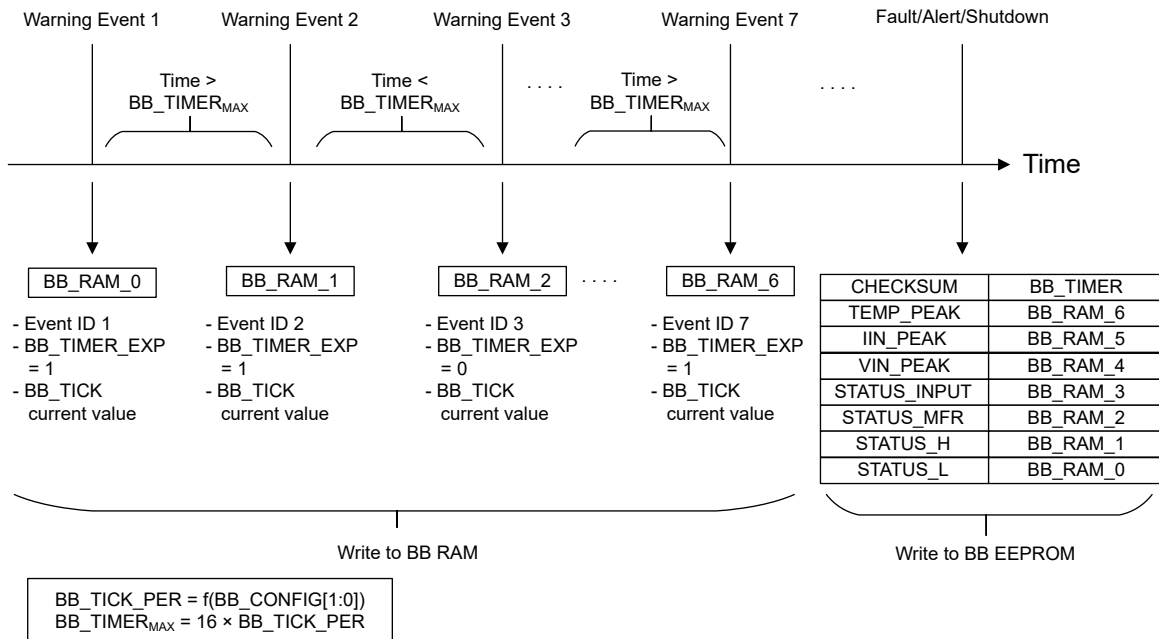 Warning Event 1 Warning Event 2 Warning Event 3 Warning Event 7 Fault/Alert/Shutdown
Time > Time < . . . . Time > . . . .
BB_TIMERMAX BB_TIMERMAX BB_TIMERMAX
Time
BB_RAM_0 BB_RAM_1 BB_RAM_2 . . . . BB_RAM_6
- Event ID 1
- BB_TIMER_EXP
= 1
- BB_TICK
current value
- Event ID 2
- BB_TIMER_EXP
= 1
- BB_TICK
current value
- Event ID 3
- BB_TIMER_EXP
= 0
- BB_TICK
current value
- Event ID 7
- BB_TIMER_EXP
= 1
- BB_TICK
current value
CHECKSUM BB_TIMER
TEMP_PEAK BB_RAM_6
IIN_PEAK BB_RAM_5
VIN_PEAK BB_RAM_4
STATUS_INPUT BB_RAM_3
STATUS_MFR BB_RAM_2
STATUS_H BB_RAM_1
STATUS_L BB_RAM_0
Write to BB RAM Write to BB EEPROM
BB_TICK_PER = f(BB_CONFIG[1:0])
BB_TIMERMAX = 16 × BB_TICK_PER